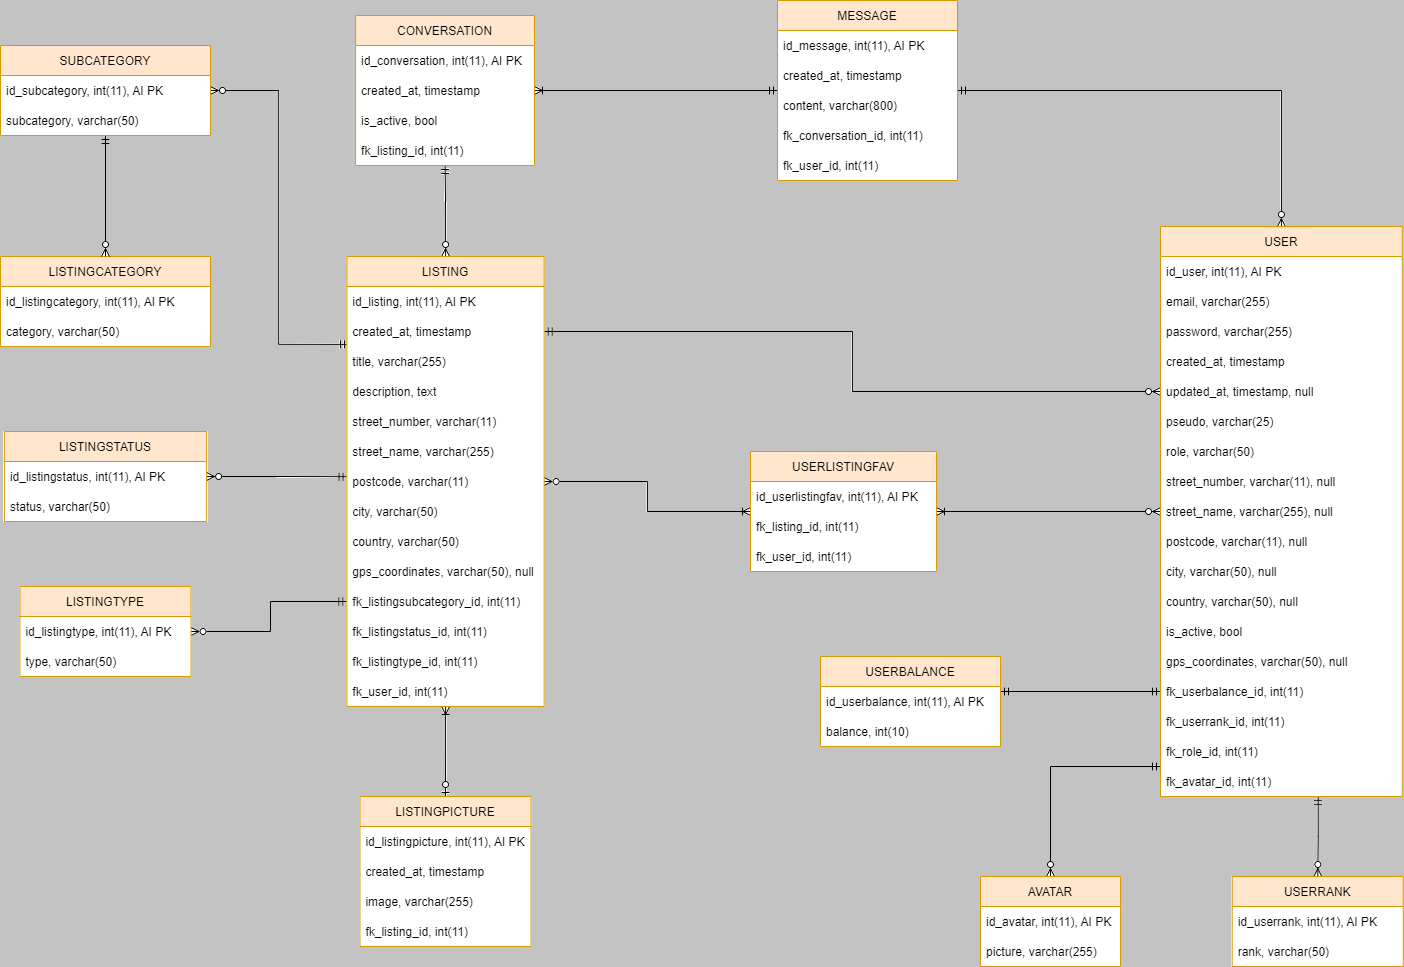 SUBCATEGORY
id_subcategory, int(11), AI PK
subcategory, varchar(50)
CONVERSATION
id_conversation, int(11), AI PK
created_at, timestamp
is_active, bool
fk_listing_id, int(11)
MESSAGE
id_message, int(11), AI PK
created_at, timestamp
content, varchar(800)
fk_conversation_id, int(11)
fk_user_id, int(11)
LISTINGCATEGORY
id_listingcategory, int(11), AI PK
category, varchar(50)
LISTING
id_listing, int(11), AI PK
created_at, timestamp
title, varchar(255)
description, text
street_number, varchar(11)
street_name, varchar(255)
postcode, varchar(11)
city, varchar(50)
country, varchar(50)
gps_coordinates, varchar(50), null
fk_listingsubcategory_id, int(11)
fk_listingstatus_id, int(11)
fk_listingtype_id, int(11)
fk_user_id, int(11)
USER
id_user, int(11), AI PK
email, varchar(255)
password, varchar(255)
created_at, timestamp
updated_at, timestamp, null
pseudo, varchar(25)
role, varchar(50)
street_number, varchar(11), null
street_name, varchar(255), null
postcode, varchar(11), null
city, varchar(50), null
country, varchar(50), null
is_active, bool
gps_coordinates, varchar(50), null
fk_userbalance_id, int(11)
fk_userrank_id, int(11)
fk_role_id, int(11)
fk_avatar_id, int(11)
LISTINGSTATUS
id_listingstatus, int(11), AI PK
status, varchar(50)
USERLISTINGFAV
id_userlistingfav, int(11), AI PK
fk_listing_id, int(11)
fk_user_id, int(11)
LISTINGTYPE
id_listingtype, int(11), AI PK
type, varchar(50)
USERBALANCE
id_userbalance, int(11), AI PK
balance, int(10)
LISTINGPICTURE
id_listingpicture, int(11), AI PK
created_at, timestamp
image, varchar(255)
fk_listing_id, int(11)
AVATAR
id_avatar, int(11), AI PK
picture, varchar(255)
USERRANK
id_userrank, int(11), AI PK
rank, varchar(50)